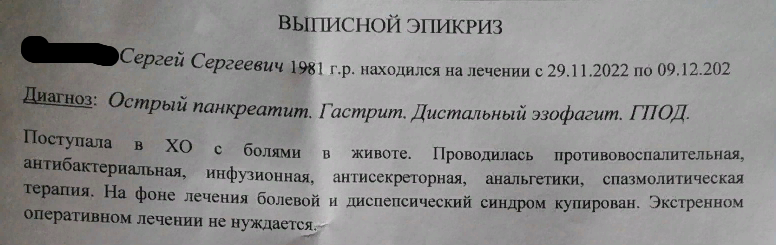 ВЫПИСНОЙ ЭПИКРИЗ
Сергей Сергеевич 1981 г.р. находился на лечении с 29.11.2022 по 09.12.202
Диагноз: Острый панкреатит. Гастрит. Дистальный эзофагит. ГПОД.
Поступала в ХО с болями в животе. Проводилась противовоспалительная,
антибактериальная, инфузионная, антисекреторная, анальгетики, спазмолитическая
терапия. На фоне лечения болевой и диспепсический синдром купирован. Экстренном
оперативном лечении не нуждается.